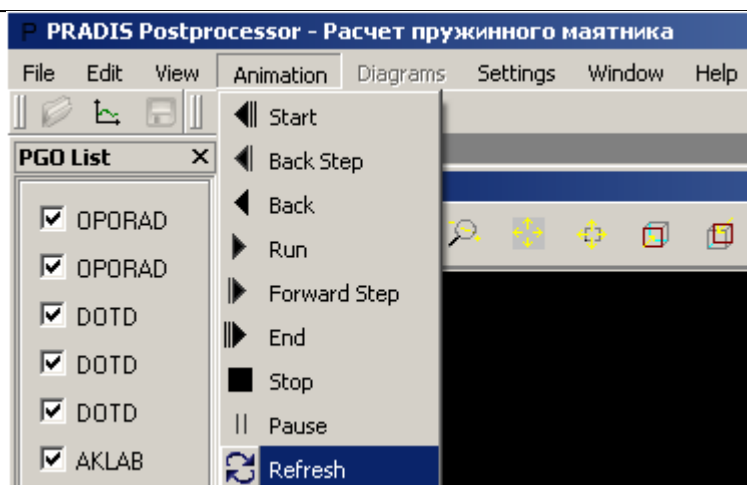 PRADIS Postprocessor - Расчет пружинного маятника
File Edit View Animation Diagrams Settings Window Help
PGO List
OPORAD
OPORAD
DOTD
DOTD
DOTD
AKLAB
Start
Back Step
Back
Run
Forward Step
End
Stop
Pause
Refresh